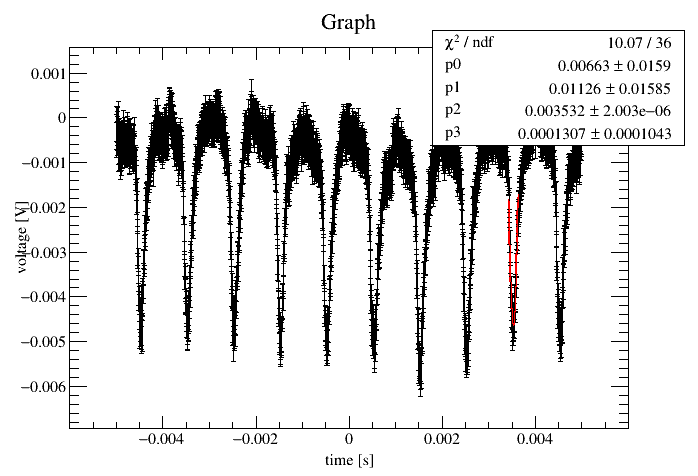 Graph
χ² / ndf 10.07 / 36
p0 0.00663 ± 0.0159
p1 0.01126 ± 0.01585
p2 0.003532 ± 2.003e−06
p3 0.0001307 ± 0.0001043
0.001
0
−0.001
−0.002
−0.003
−0.004
−0.005
−0.006
voltage [V]
−0.004 −0.002 0 0.002 0.004
time [s]